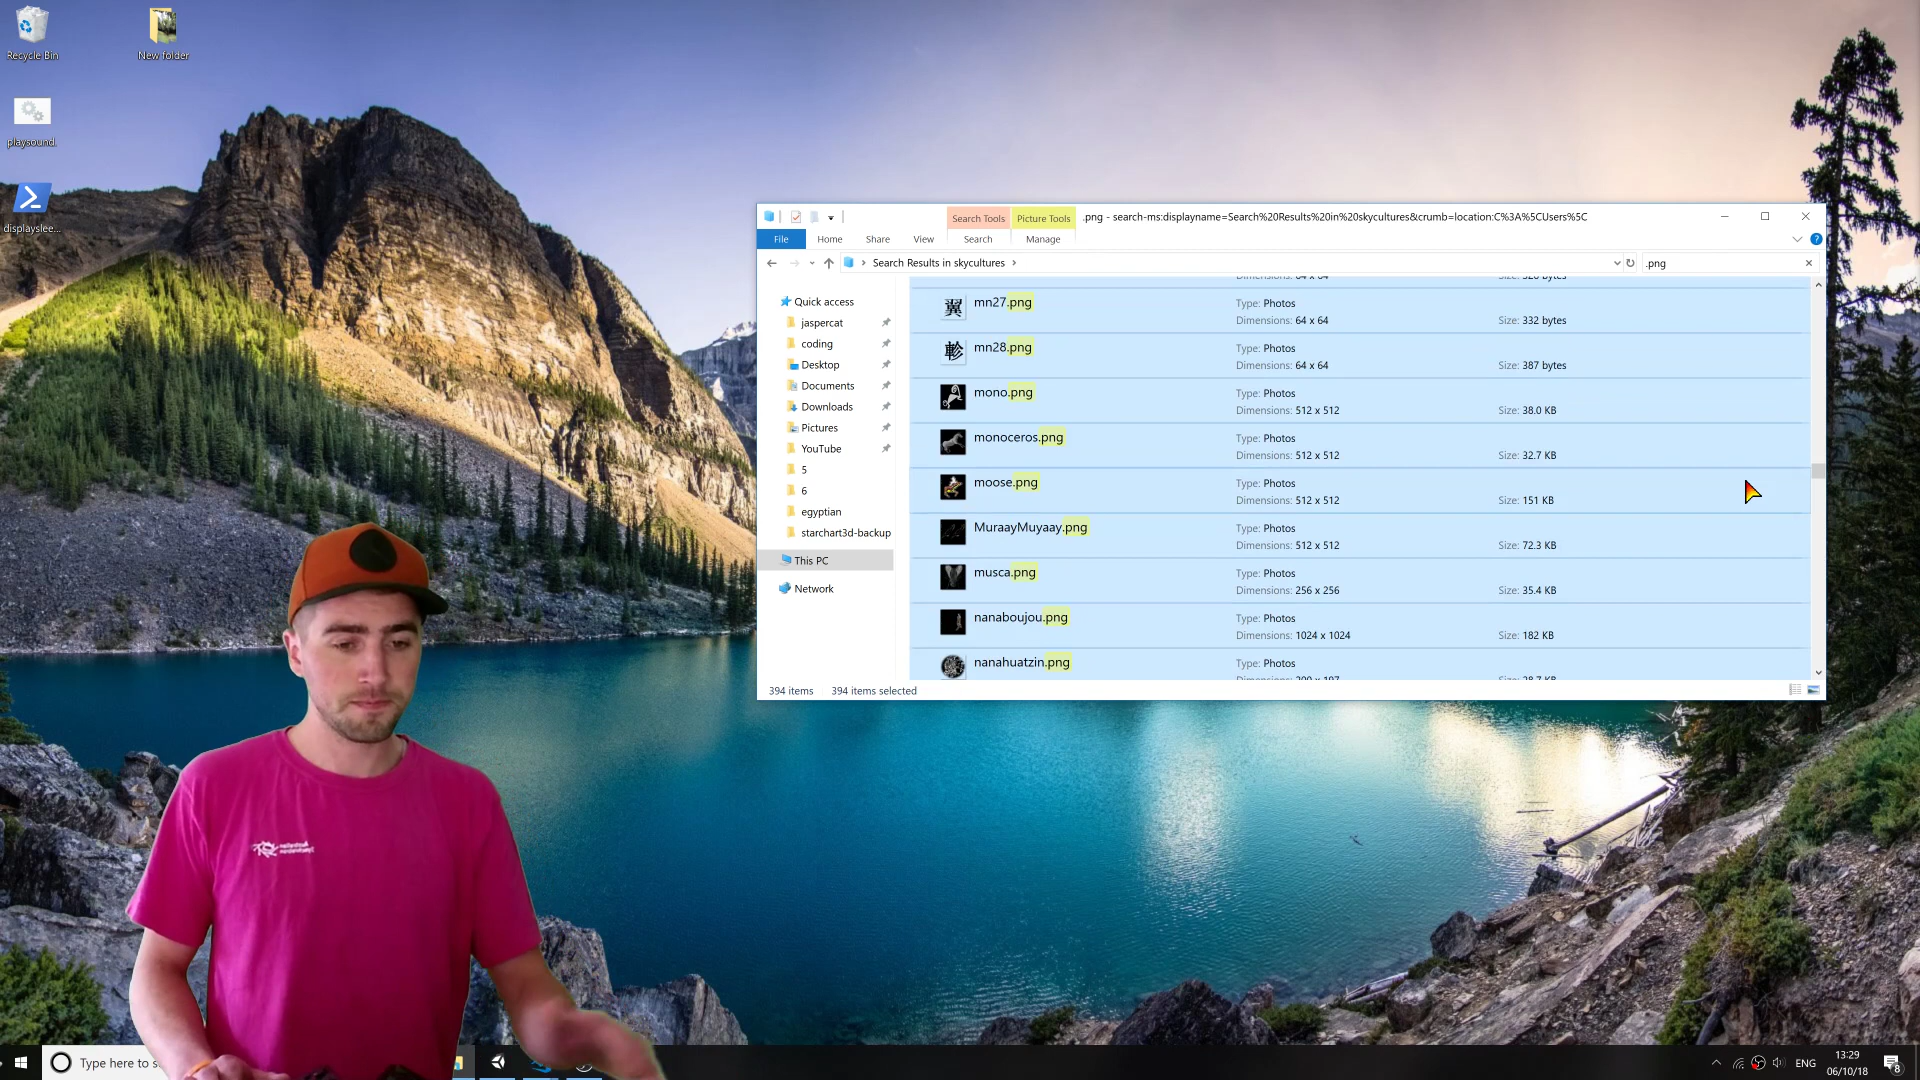 Recycle Bin
New folder
playsound.
displayslee...
Search Tools
Picture Tools
.png - search-ms:displayname=Search%20Results%20in%20skycultures&crumb=location:C%3A%5CUsers%5C
File
Home
Share
View
Search
Manage
Search Results in skycultures
.png
Quick access
jaspercat
coding
Desktop
Documents
Downloads
Pictures
YouTube
5
6
egyptian
starchart3d-backup
This PC
Network
翼 mn27.png
Type: Photos
Dimensions: 64 x 64
Size: 332 bytes
軫 mn28.png
Type: Photos
Dimensions: 64 x 64
Size: 387 bytes
mono.png
Type: Photos
Dimensions: 512 x 512
Size: 38.0 KB
monoceros.png
Type: Photos
Dimensions: 512 x 512
Size: 32.7 KB
moose.png
Type: Photos
Dimensions: 512 x 512
Size: 151 KB
MuraayMuyaay.png
Type: Photos
Dimensions: 512 x 512
Size: 72.3 KB
musca.png
Type: Photos
Dimensions: 256 x 256
Size: 35.4 KB
nanaboujou.png
Type: Photos
Dimensions: 1024 x 1024
Size: 182 KB
nanahuatzin.png
Type: Photos
394 items
394 items selected
Type here to s
ENG
13:29
06/10/18
8